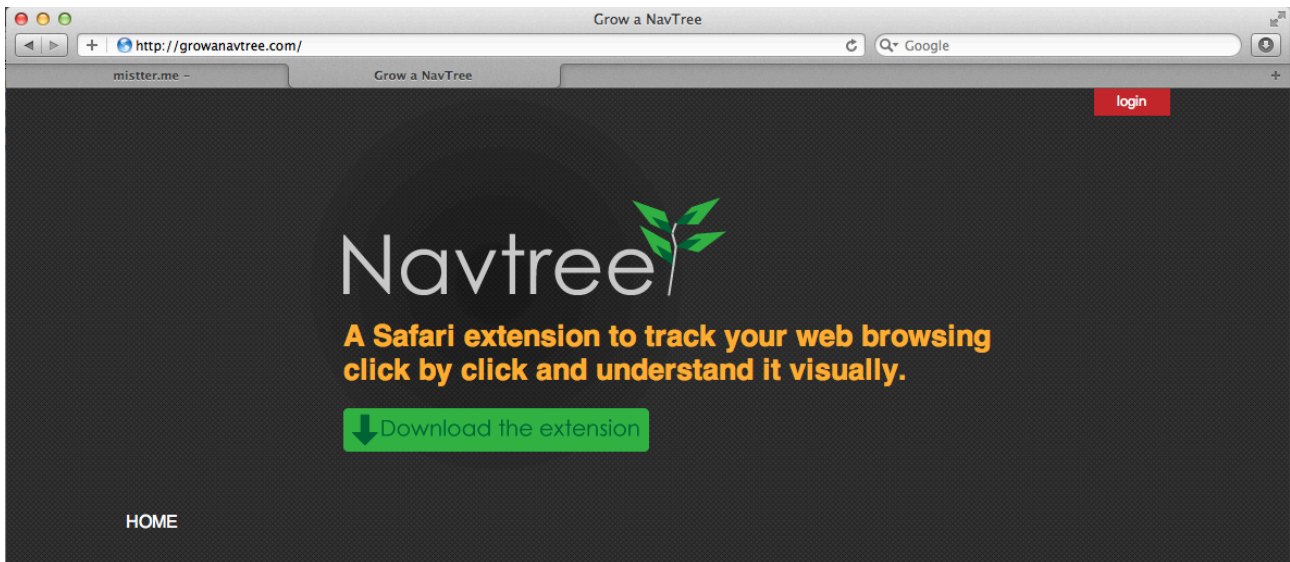 Grow a NavTree
http://growanavtree.com/
Google
mistter.me –
Grow a NavTree
login
Navtree
A Safari extension to track your web browsing
click by click and understand it visually.
Download the extension
HOME